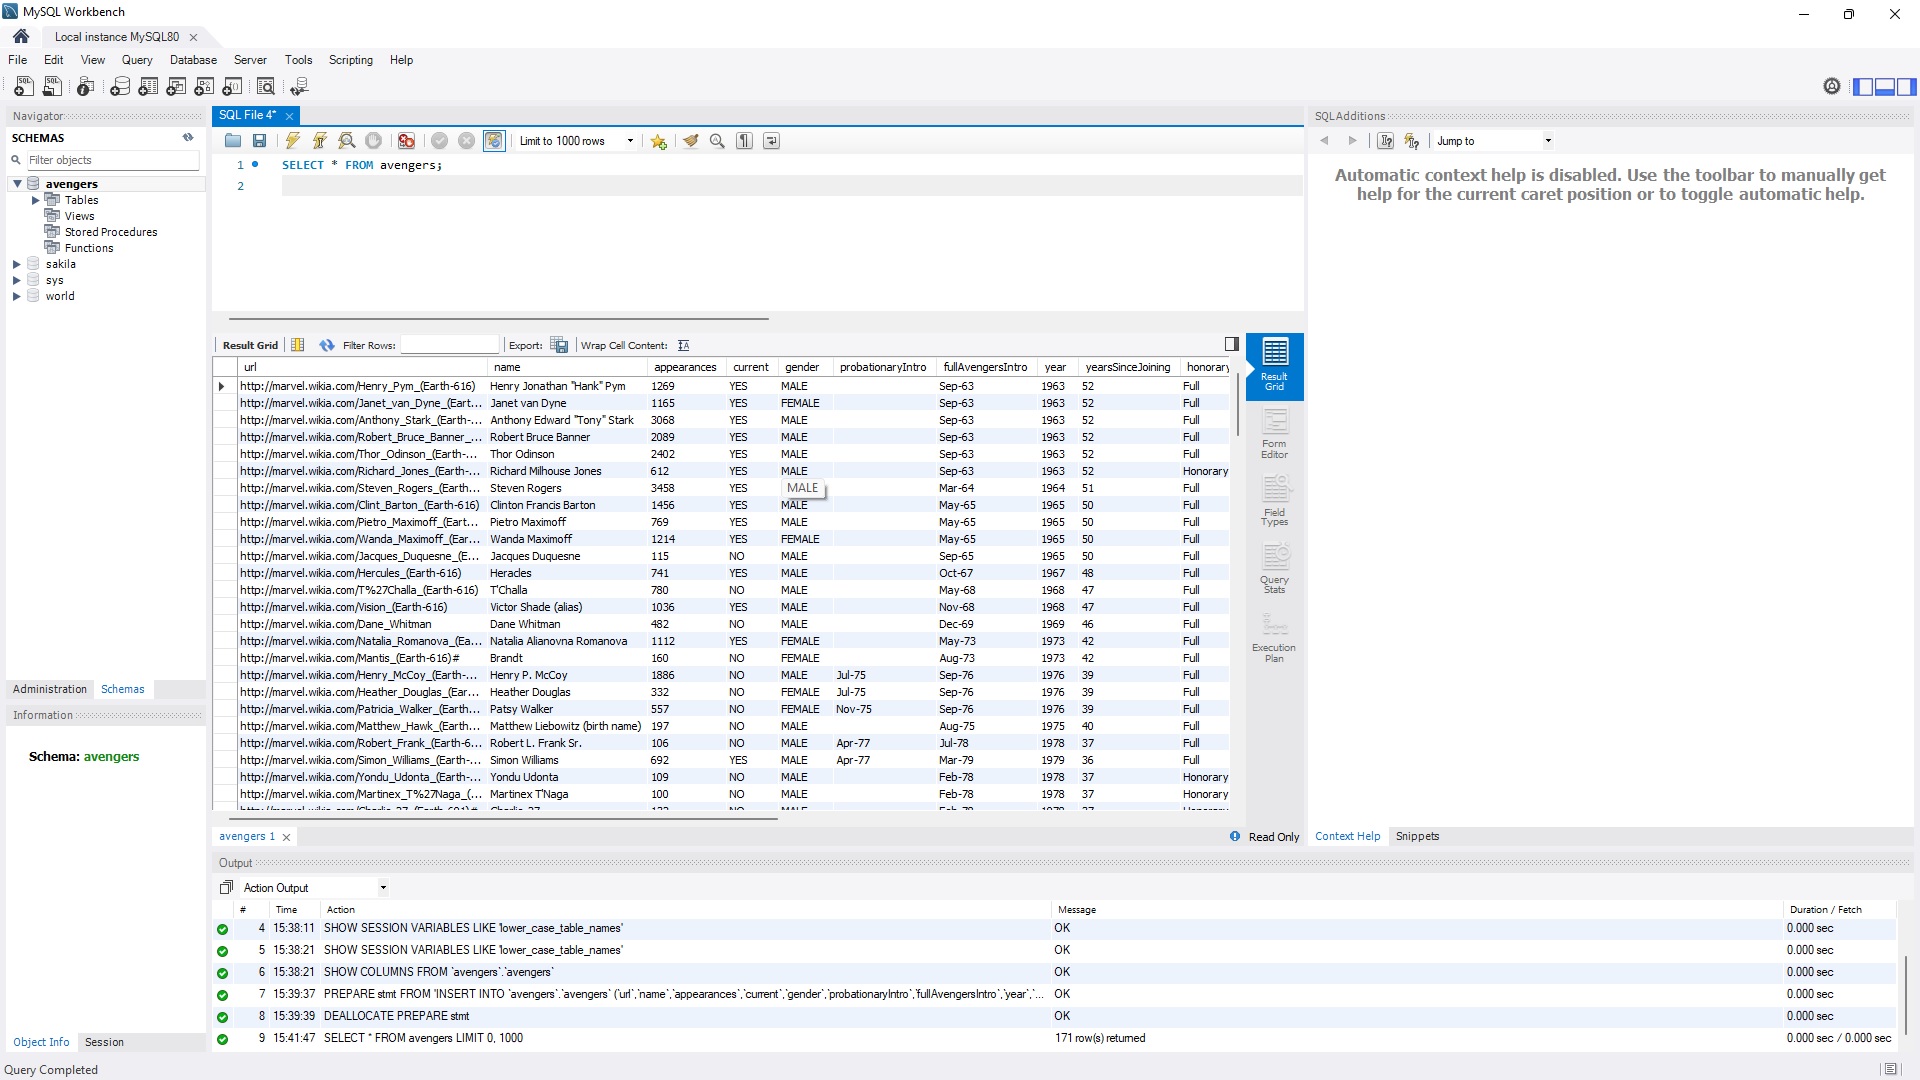 MySQL Workbench
Local instance MySQL80
File Edit View Query Database Server Tools Scripting Help
Navigator
SCHEMAS
Filter objects
avengers
Tables
Views
Stored Procedures
Functions
sakila
sys
world
Administration Schemas
Information
Schema: avengers
Object Info Session
SQL File 4*
Limit to 1000 rows
1 SELECT * FROM avengers;
2
Result Grid Filter Rows: Export: Wrap Cell Content:
url name appearances current gender probationaryIntro fullAvengersIntro year yearsSinceJoining honorary
http://marvel.wikia.com/Henry_Pym_(Earth-616) Henry Jonathan "Hank" Pym 1269 YES MALE Sep-63 1963 52 Full
http://marvel.wikia.com/Janet_van_Dyne_(Eart... Janet van Dyne 1165 YES FEMALE Sep-63 1963 52 Full
http://marvel.wikia.com/Anthony_Stark_(Earth-... Anthony Edward "Tony" Stark 3068 YES MALE Sep-63 1963 52 Full
http://marvel.wikia.com/Robert_Bruce_Banner_... Robert Bruce Banner 2089 YES MALE Sep-63 1963 52 Full
http://marvel.wikia.com/Thor_Odinson_(Earth-... Thor Odinson 2402 YES MALE Sep-63 1963 52 Full
http://marvel.wikia.com/Richard_Jones_(Earth-... Richard Milhouse Jones 612 YES MALE Sep-63 1963 52 Honorary
http://marvel.wikia.com/Steven_Rogers_(Earth... Steven Rogers 3458 YES MALE Mar-64 1964 51 Full
http://marvel.wikia.com/Clint_Barton_(Earth-616) Clinton Francis Barton 1456 YES MALE May-65 1965 50 Full
http://marvel.wikia.com/Pietro_Maximoff_(Eart... Pietro Maximoff 769 YES MALE May-65 1965 50 Full
http://marvel.wikia.com/Wanda_Maximoff_(Ear... Wanda Maximoff 1214 YES FEMALE May-65 1965 50 Full
http://marvel.wikia.com/Jacques_Duquesne_(E... Jacques Duquesne 115 NO MALE Sep-65 1965 50 Full
http://marvel.wikia.com/Hercules_(Earth-616) Heracles 741 YES MALE Oct-67 1967 48 Full
http://marvel.wikia.com/T%27Challa_(Earth-616) T'Challa 780 NO MALE May-68 1968 47 Full
http://marvel.wikia.com/Vision_(Earth-616) Victor Shade (alias) 1036 YES MALE Nov-68 1968 47 Full
http://marvel.wikia.com/Dane_Whitman Dane Whitman 482 NO MALE Dec-69 1969 46 Full
http://marvel.wikia.com/Natalia_Romanova_(Ea... Natalia Alianovna Romanova 1112 YES FEMALE May-73 1973 42 Full
http://marvel.wikia.com/Mantis_(Earth-616)# Brandt 160 NO FEMALE Aug-73 1973 42 Full
http://marvel.wikia.com/Henry_McCoy_(Earth-... Henry P. McCoy 1886 NO MALE Jul-75 Sep-76 1976 39 Full
http://marvel.wikia.com/Heather_Douglas_(Ear... Heather Douglas 332 NO FEMALE Jul-75 Sep-76 1976 39 Full
http://marvel.wikia.com/Patricia_Walker_(Earth... Patsy Walker 557 NO FEMALE Nov-75 Sep-76 1976 39 Full
http://marvel.wikia.com/Matthew_Hawk_(Earth... Matthew Liebowitz (birth name) 197 NO MALE Aug-75 1975 40 Full
http://marvel.wikia.com/Robert_Frank_(Earth-6... Robert L. Frank Sr. 106 NO MALE Apr-77 Jul-78 1978 37 Full
http://marvel.wikia.com/Simon_Williams_(Earth-... Simon Williams 692 YES MALE Apr-77 Mar-79 1979 36 Full
http://marvel.wikia.com/Yondu_Udonta_(Earth-... Yondu Udonta 109 NO MALE Feb-78 1978 37 Honorary
http://marvel.wikia.com/Martinex_T%27Naga_(... Martinex T'Naga 100 NO MALE Feb-78 1978 37 Honorary
Result Grid
Form Editor
Field Types
Query Stats
Execution Plan
avengers 1 Read Only
SQLAdditions
Jump to
Automatic context help is disabled. Use the toolbar to manually get
help for the current caret position or to toggle automatic help.
Context Help Snippets
Output
Action Output
# Time Action Message Duration / Fetch
4 15:38:11 SHOW SESSION VARIABLES LIKE 'lower_case_table_names' OK 0.000 sec
5 15:38:21 SHOW SESSION VARIABLES LIKE 'lower_case_table_names' OK 0.000 sec
6 15:38:21 SHOW COLUMNS FROM `avengers`.`avengers` OK 0.000 sec
7 15:39:37 PREPARE stmt FROM 'INSERT INTO `avengers`.`avengers` (`url`,`name`,`appearances`,`current`,`gender`,`probationaryIntro`,`fullAvengersIntro`,`year`,`... OK 0.000 sec
8 15:39:39 DEALLOCATE PREPARE stmt OK 0.000 sec
9 15:41:47 SELECT * FROM avengers LIMIT 0, 1000 171 row(s) returned 0.000 sec / 0.000 sec
Query Completed